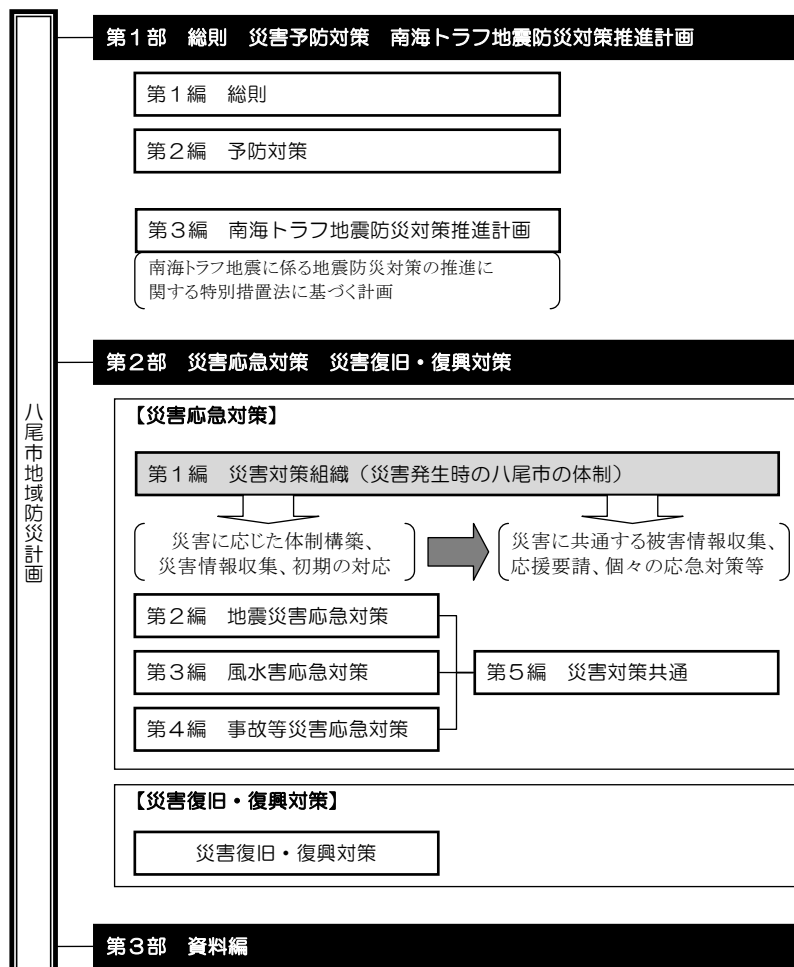 八尾市地域防災計画
第1部　総則　災害予防対策　南海トラフ地震防災対策推進計画
第1編　総則
第2編　予防対策
第3編　南海トラフ地震防災対策推進計画
南海トラフ地震に係る地震防災対策の推進に
関する特別措置法に基づく計画
第2部　災害応急対策　災害復旧・復興対策
【災害応急対策】
第1編　災害対策組織（災害発生時の八尾市の体制）
災害に応じた体制構築、
災害情報収集、初期の対応
災害に共通する被害情報収集、
応援要請、個々の応急対策等
第2編　地震災害応急対策
第3編　風水害応急対策
第4編　事故等災害応急対策
第5編　災害対策共通
【災害復旧・復興対策】
災害復旧・復興対策
第3部　資料編